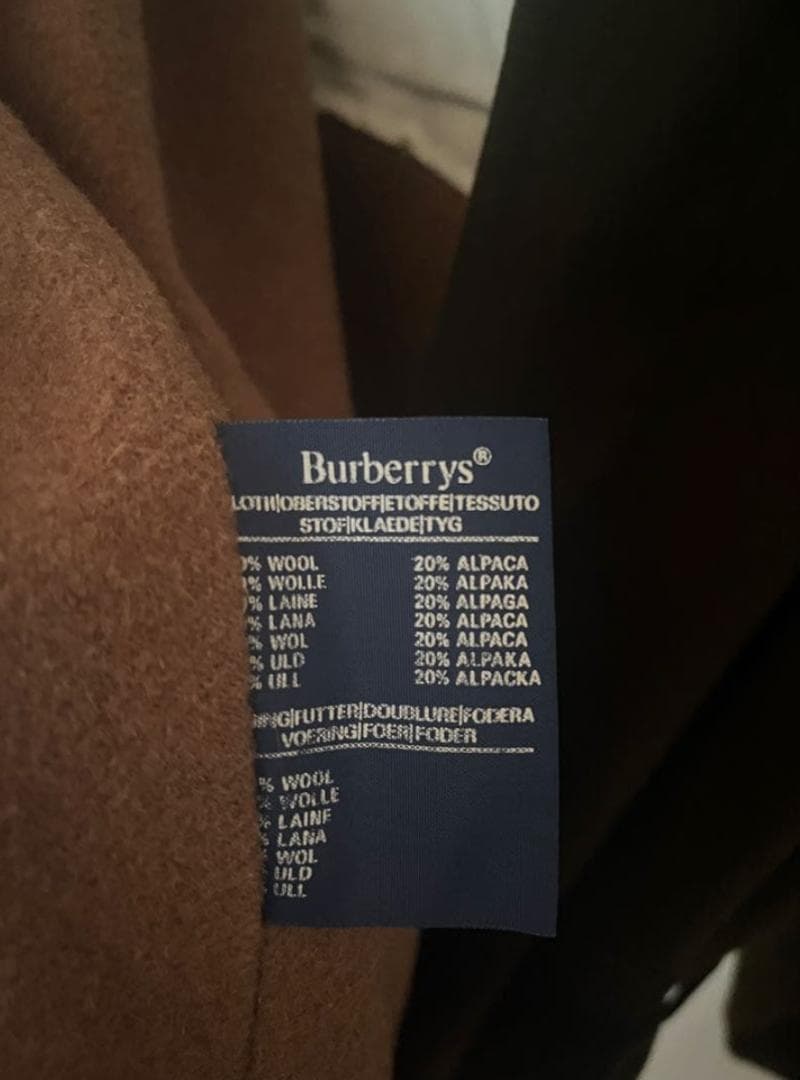 Burberrys®
LOTH|OBERSTOFF|ETOFFE|TESSUTO
STOF|KLAEDE|TYG
% WOOL 20% ALPACA
% WOLLE 20% ALPAKA
% LAINE 20% ALPAGA
% LANA 20% ALPACA
% WOL 20% ALPACA
% ULD 20% ALPAKA
% ULL 20% ALPACKA
ING|FUTTER|DOUBLURE|FODERA
VOERING|FOER|FODER
% WOOL
% WOLLE
% LAINE
% LANA
WOL
ULD
ULL